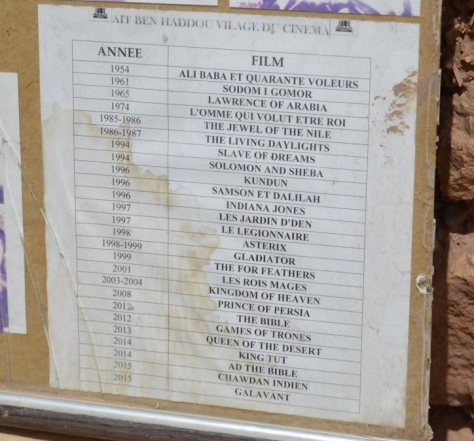 AIT BEN HADDOU VILAGE DU CINEMA
ANNEE FILM
1954 ALI BABA ET QUARANTE VOLEURS
1961 SODOM I GOMOR
1965 LAWRENCE OF ARABIA
1974 L'OMME QUI VOLUT ETRE ROI
1985-1986 THE JEWEL OF THE NILE
1986-1987 THE LIVING DAYLIGHTS
1994 SLAVE OF DREAMS
1994 SOLOMON AND SHEBA
1996 KUNDUN
1996 SAMSON ET DALILAH
1996 INDIANA JONES
1997 LES JARDIN D'DEN
1997 LE LEGIONNAIRE
1998 ASTERIX
1998-1999 GLADIATOR
1999 THE FOR FEATHERS
2001 LES ROIS MAGES
2003-2004 KINGDOM OF HEAVEN
2008 PRINCE OF PERSIA
2012 THE BIBLE
2012 GAMES OF TRONES
2013 QUEEN OF THE DESERT
2014 KING TUT
2014 AD THE BIBLE
2015 CHAWDAN INDIEN
2015 GALAVANT